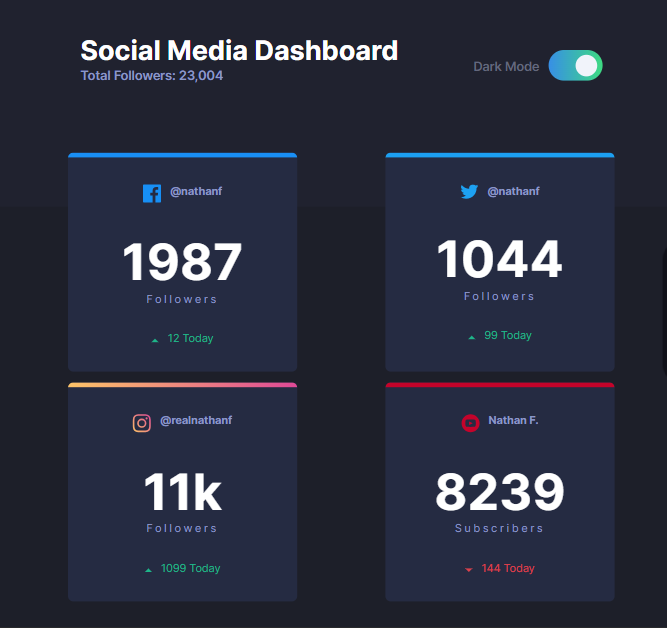 Social Media Dashboard
Total Followers: 23,004
Dark Mode
@nathanf
1987
Followers
12 Today
@nathanf
1044
Followers
99 Today
@realnathanf
11k
Followers
1099 Today
Nathan F.
8239
Subscribers
144 Today